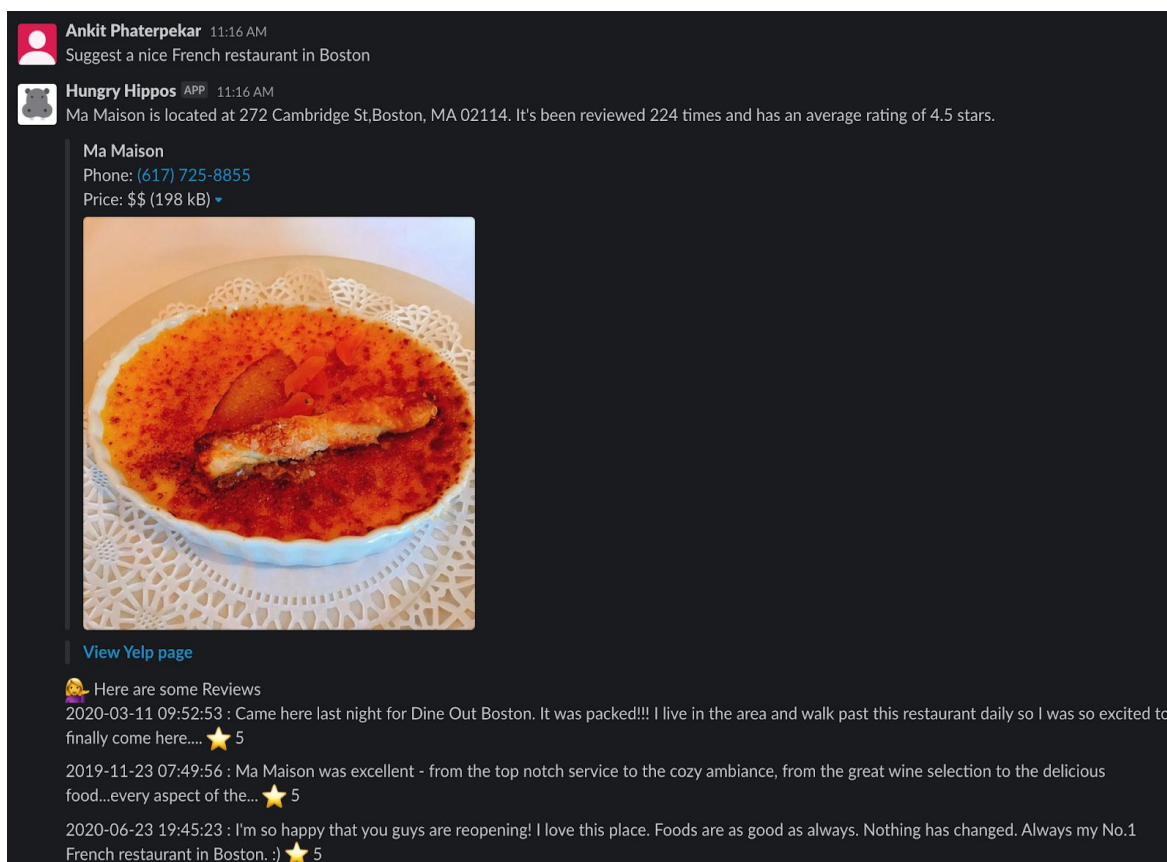 Ankit Phaterpekar 11:16 AM
Suggest a nice French restaurant in Boston
Hungry Hippos APP 11:16 AM
Ma Maison is located at 272 Cambridge St,Boston, MA 02114. It's been reviewed 224 times and has an average rating of 4.5 stars.
Ma Maison
Phone: (617) 725-8855
Price: $$ (198 kB)
View Yelp page
Here are some Reviews
2020-03-11 09:52:53 : Came here last night for Dine Out Boston. It was packed!!! I live in the area and walk past this restaurant daily so I was so excited to
finally come here.... ⭐ 5
2019-11-23 07:49:56 : Ma Maison was excellent - from the top notch service to the cozy ambiance, from the great wine selection to the delicious
food...every aspect of the... ⭐ 5
2020-06-23 19:45:23 : I'm so happy that you guys are reopening! I love this place. Foods are as good as always. Nothing has changed. Always my No.1
French restaurant in Boston. :) ⭐ 5